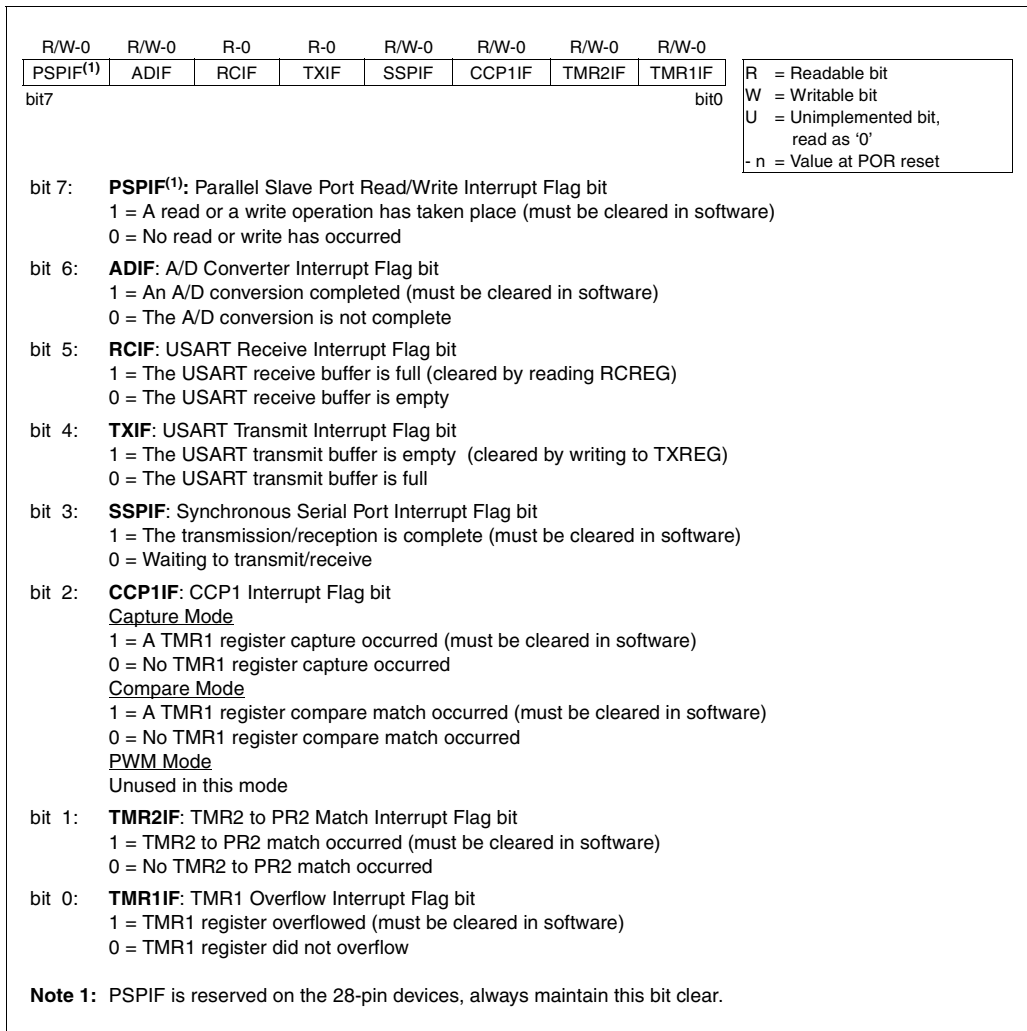 R/W-0 R/W-0 R-0 R-0 R/W-0 R/W-0 R/W-0 R/W-0
PSPIF(1) ADIF RCIF TXIF SSPIF CCP1IF TMR2IF TMR1IF
bit7 bit0
R = Readable bit
W = Writable bit
U = Unimplemented bit,
read as ‘0’
- n = Value at POR reset
bit 7: PSPIF(1): Parallel Slave Port Read/Write Interrupt Flag bit
1 = A read or a write operation has taken place (must be cleared in software)
0 = No read or write has occurred
bit 6: ADIF: A/D Converter Interrupt Flag bit
1 = An A/D conversion completed (must be cleared in software)
0 = The A/D conversion is not complete
bit 5: RCIF: USART Receive Interrupt Flag bit
1 = The USART receive buffer is full (cleared by reading RCREG)
0 = The USART receive buffer is empty
bit 4: TXIF: USART Transmit Interrupt Flag bit
1 = The USART transmit buffer is empty (cleared by writing to TXREG)
0 = The USART transmit buffer is full
bit 3: SSPIF: Synchronous Serial Port Interrupt Flag bit
1 = The transmission/reception is complete (must be cleared in software)
0 = Waiting to transmit/receive
bit 2: CCP1IF: CCP1 Interrupt Flag bit
Capture Mode
1 = A TMR1 register capture occurred (must be cleared in software)
0 = No TMR1 register capture occurred
Compare Mode
1 = A TMR1 register compare match occurred (must be cleared in software)
0 = No TMR1 register compare match occurred
PWM Mode
Unused in this mode
bit 1: TMR2IF: TMR2 to PR2 Match Interrupt Flag bit
1 = TMR2 to PR2 match occurred (must be cleared in software)
0 = No TMR2 to PR2 match occurred
bit 0: TMR1IF: TMR1 Overflow Interrupt Flag bit
1 = TMR1 register overflowed (must be cleared in software)
0 = TMR1 register did not overflow
Note 1: PSPIF is reserved on the 28-pin devices, always maintain this bit clear.